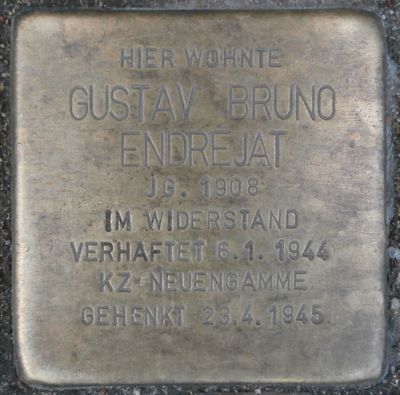 HIER WOHNTE
GUSTAV BRUNO
ENDREJAT
JG. 1908
IM WIDERSTAND
VERHAFTET 6.1. 1944
KZ-NEUENGAMME
GEHENKT 23.4.1945